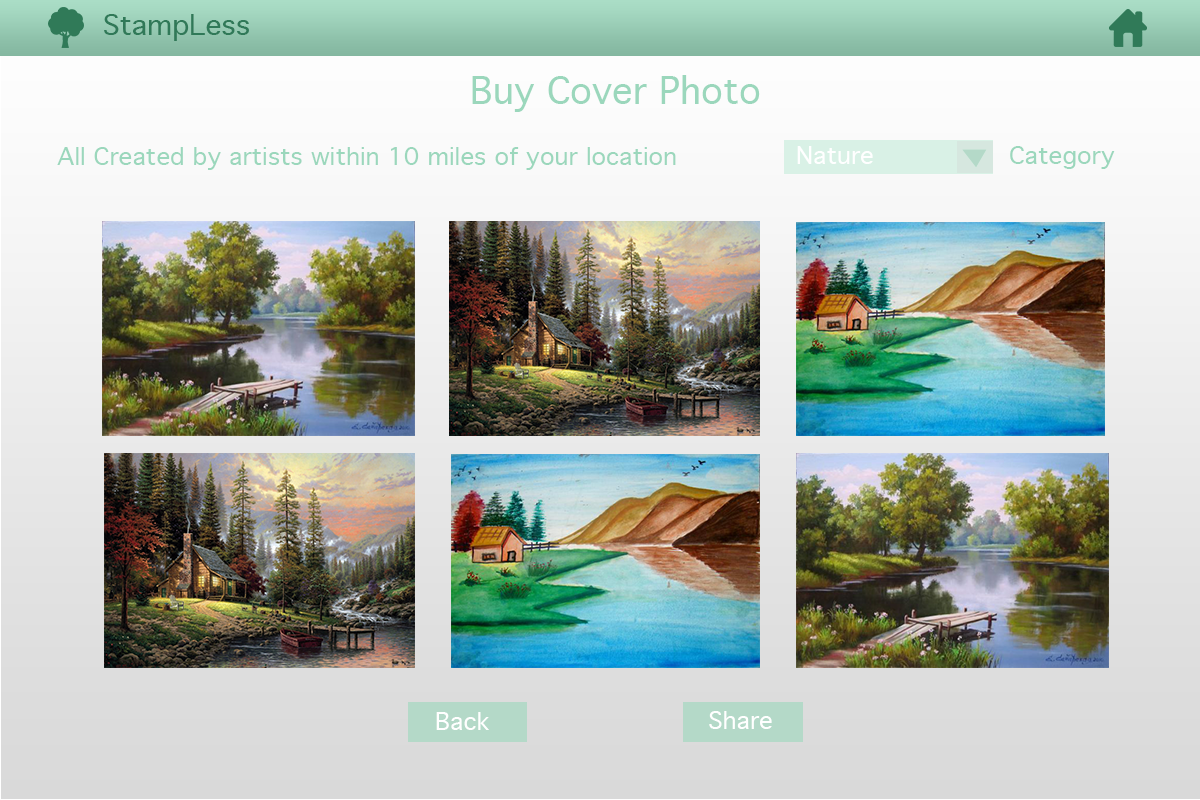 StampLess
Buy Cover Photo
All Created by artists within 10 miles of your location
Nature
Category
Back
Share